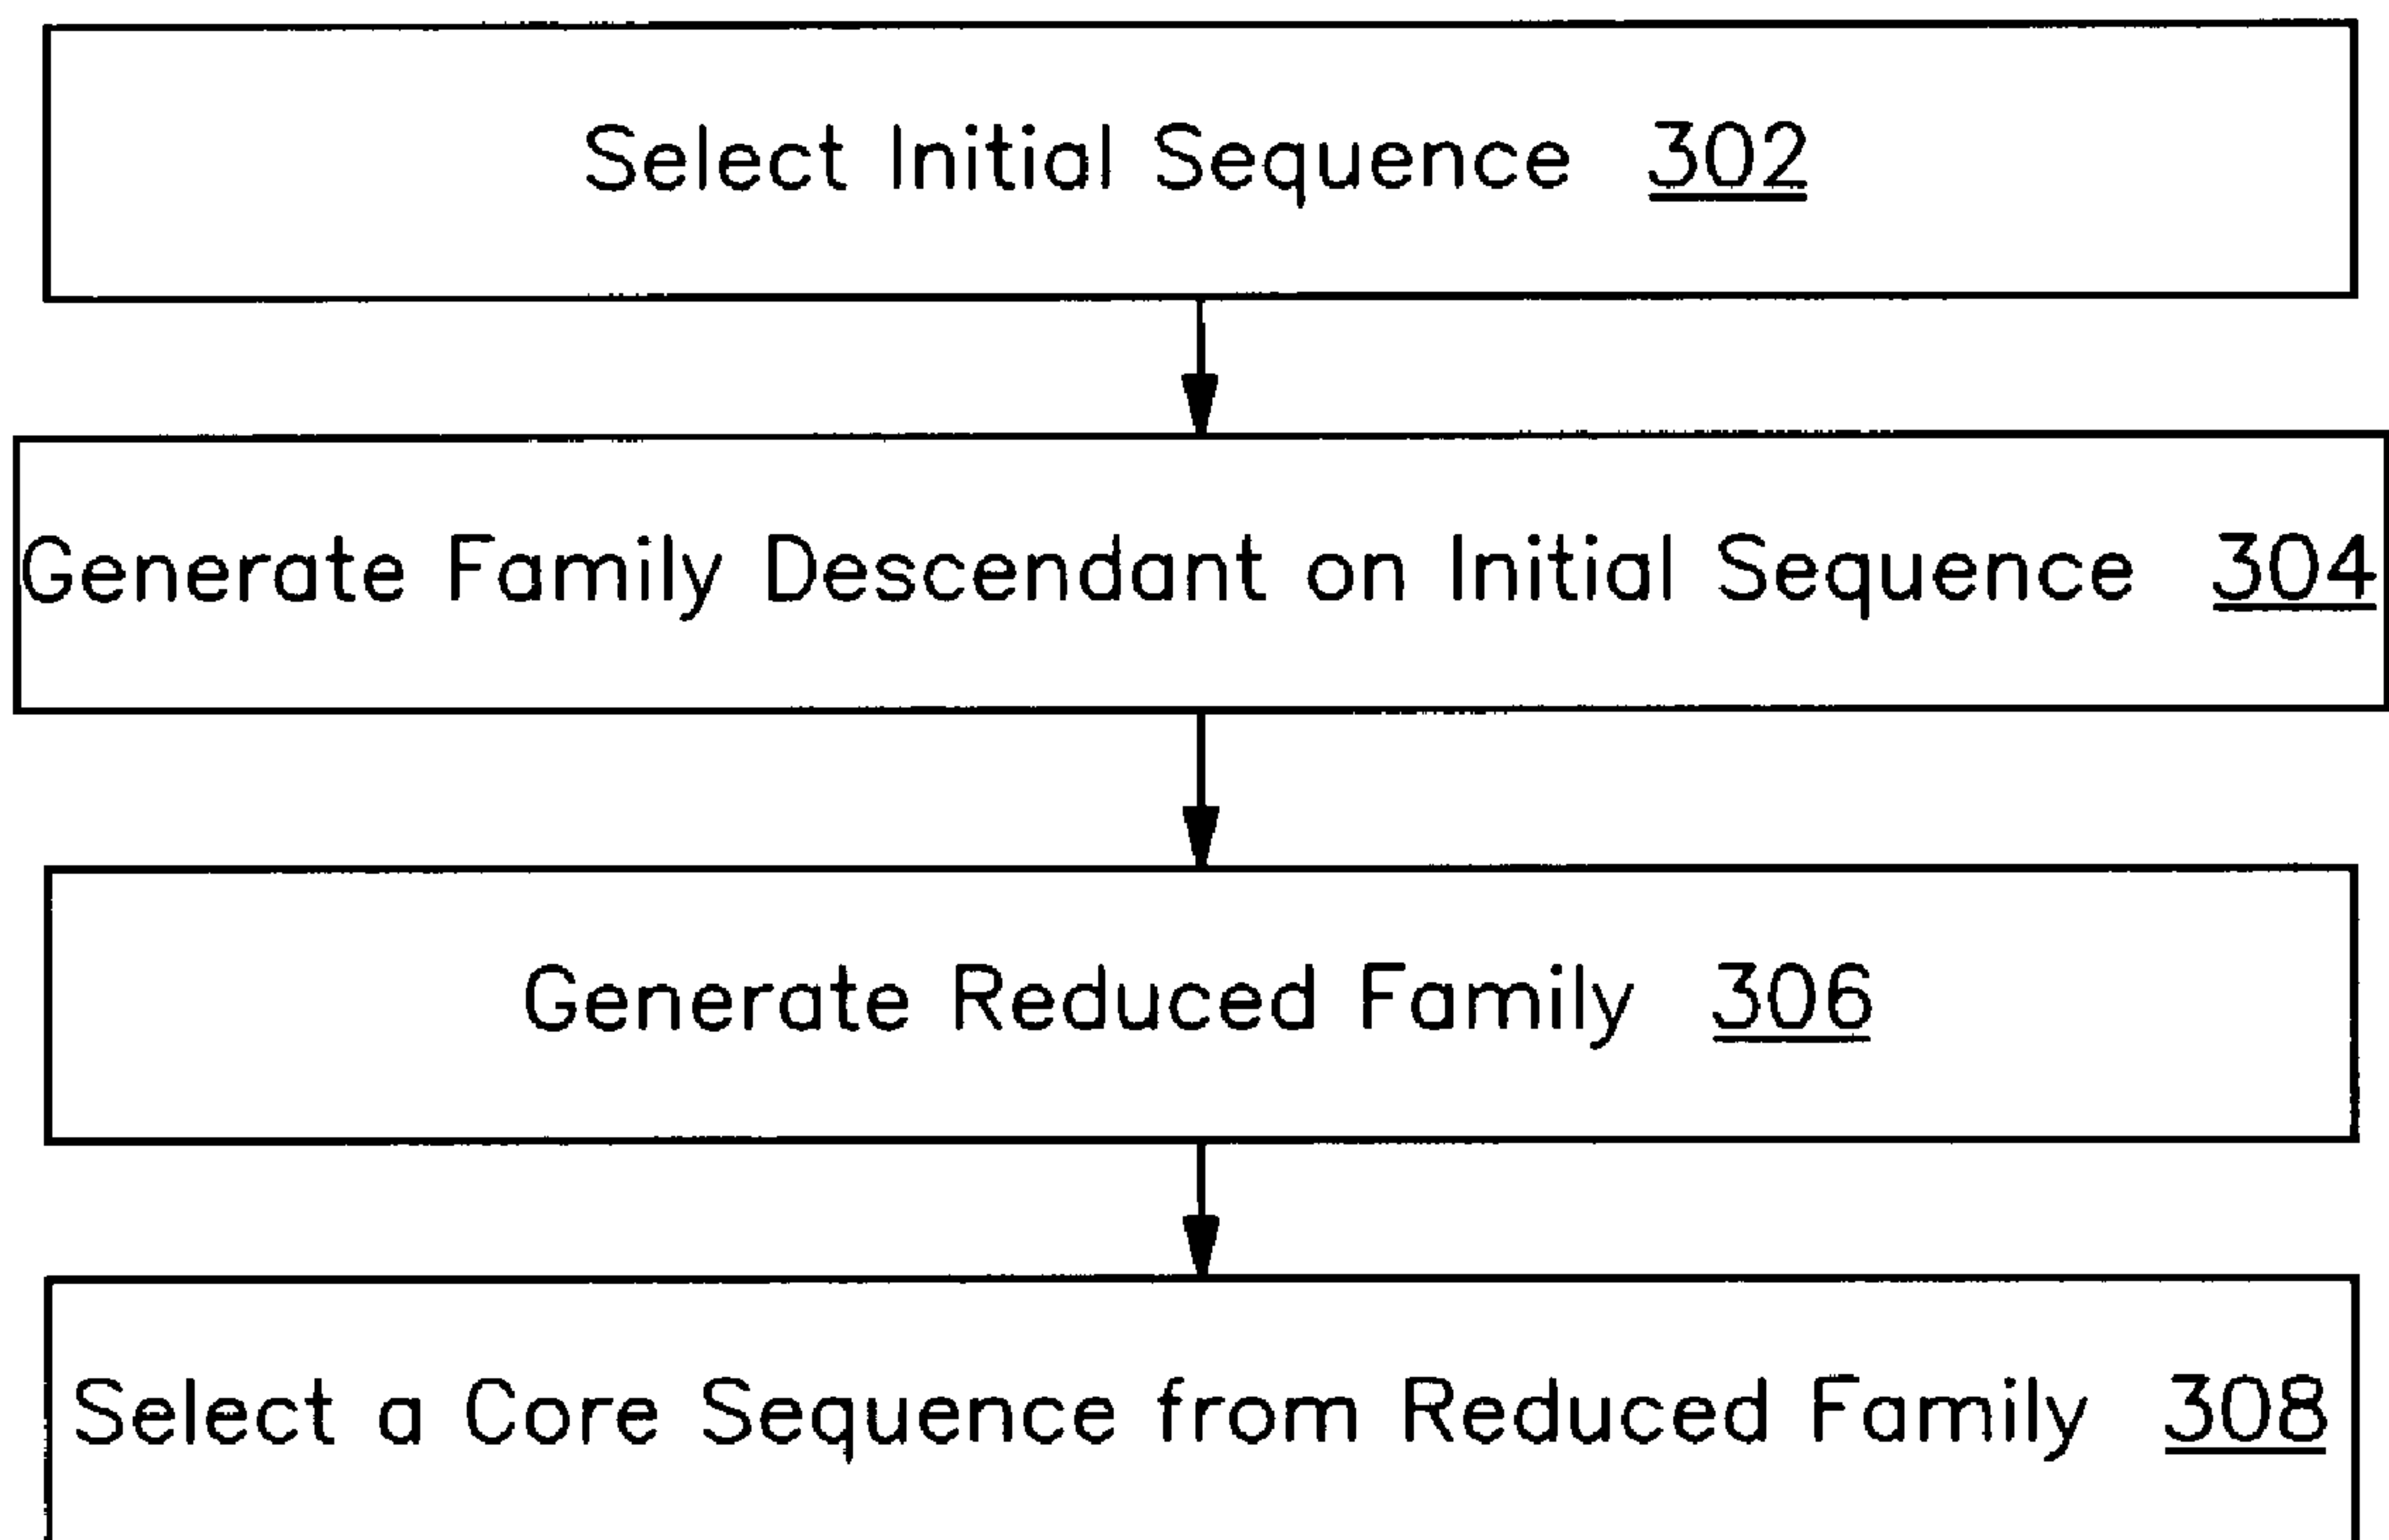 Select Initial Sequence 302
Generate Family Descendant on Initial Sequence 304
Generate Reduced Family 306
Select a Core Sequence from Reduced Family 308